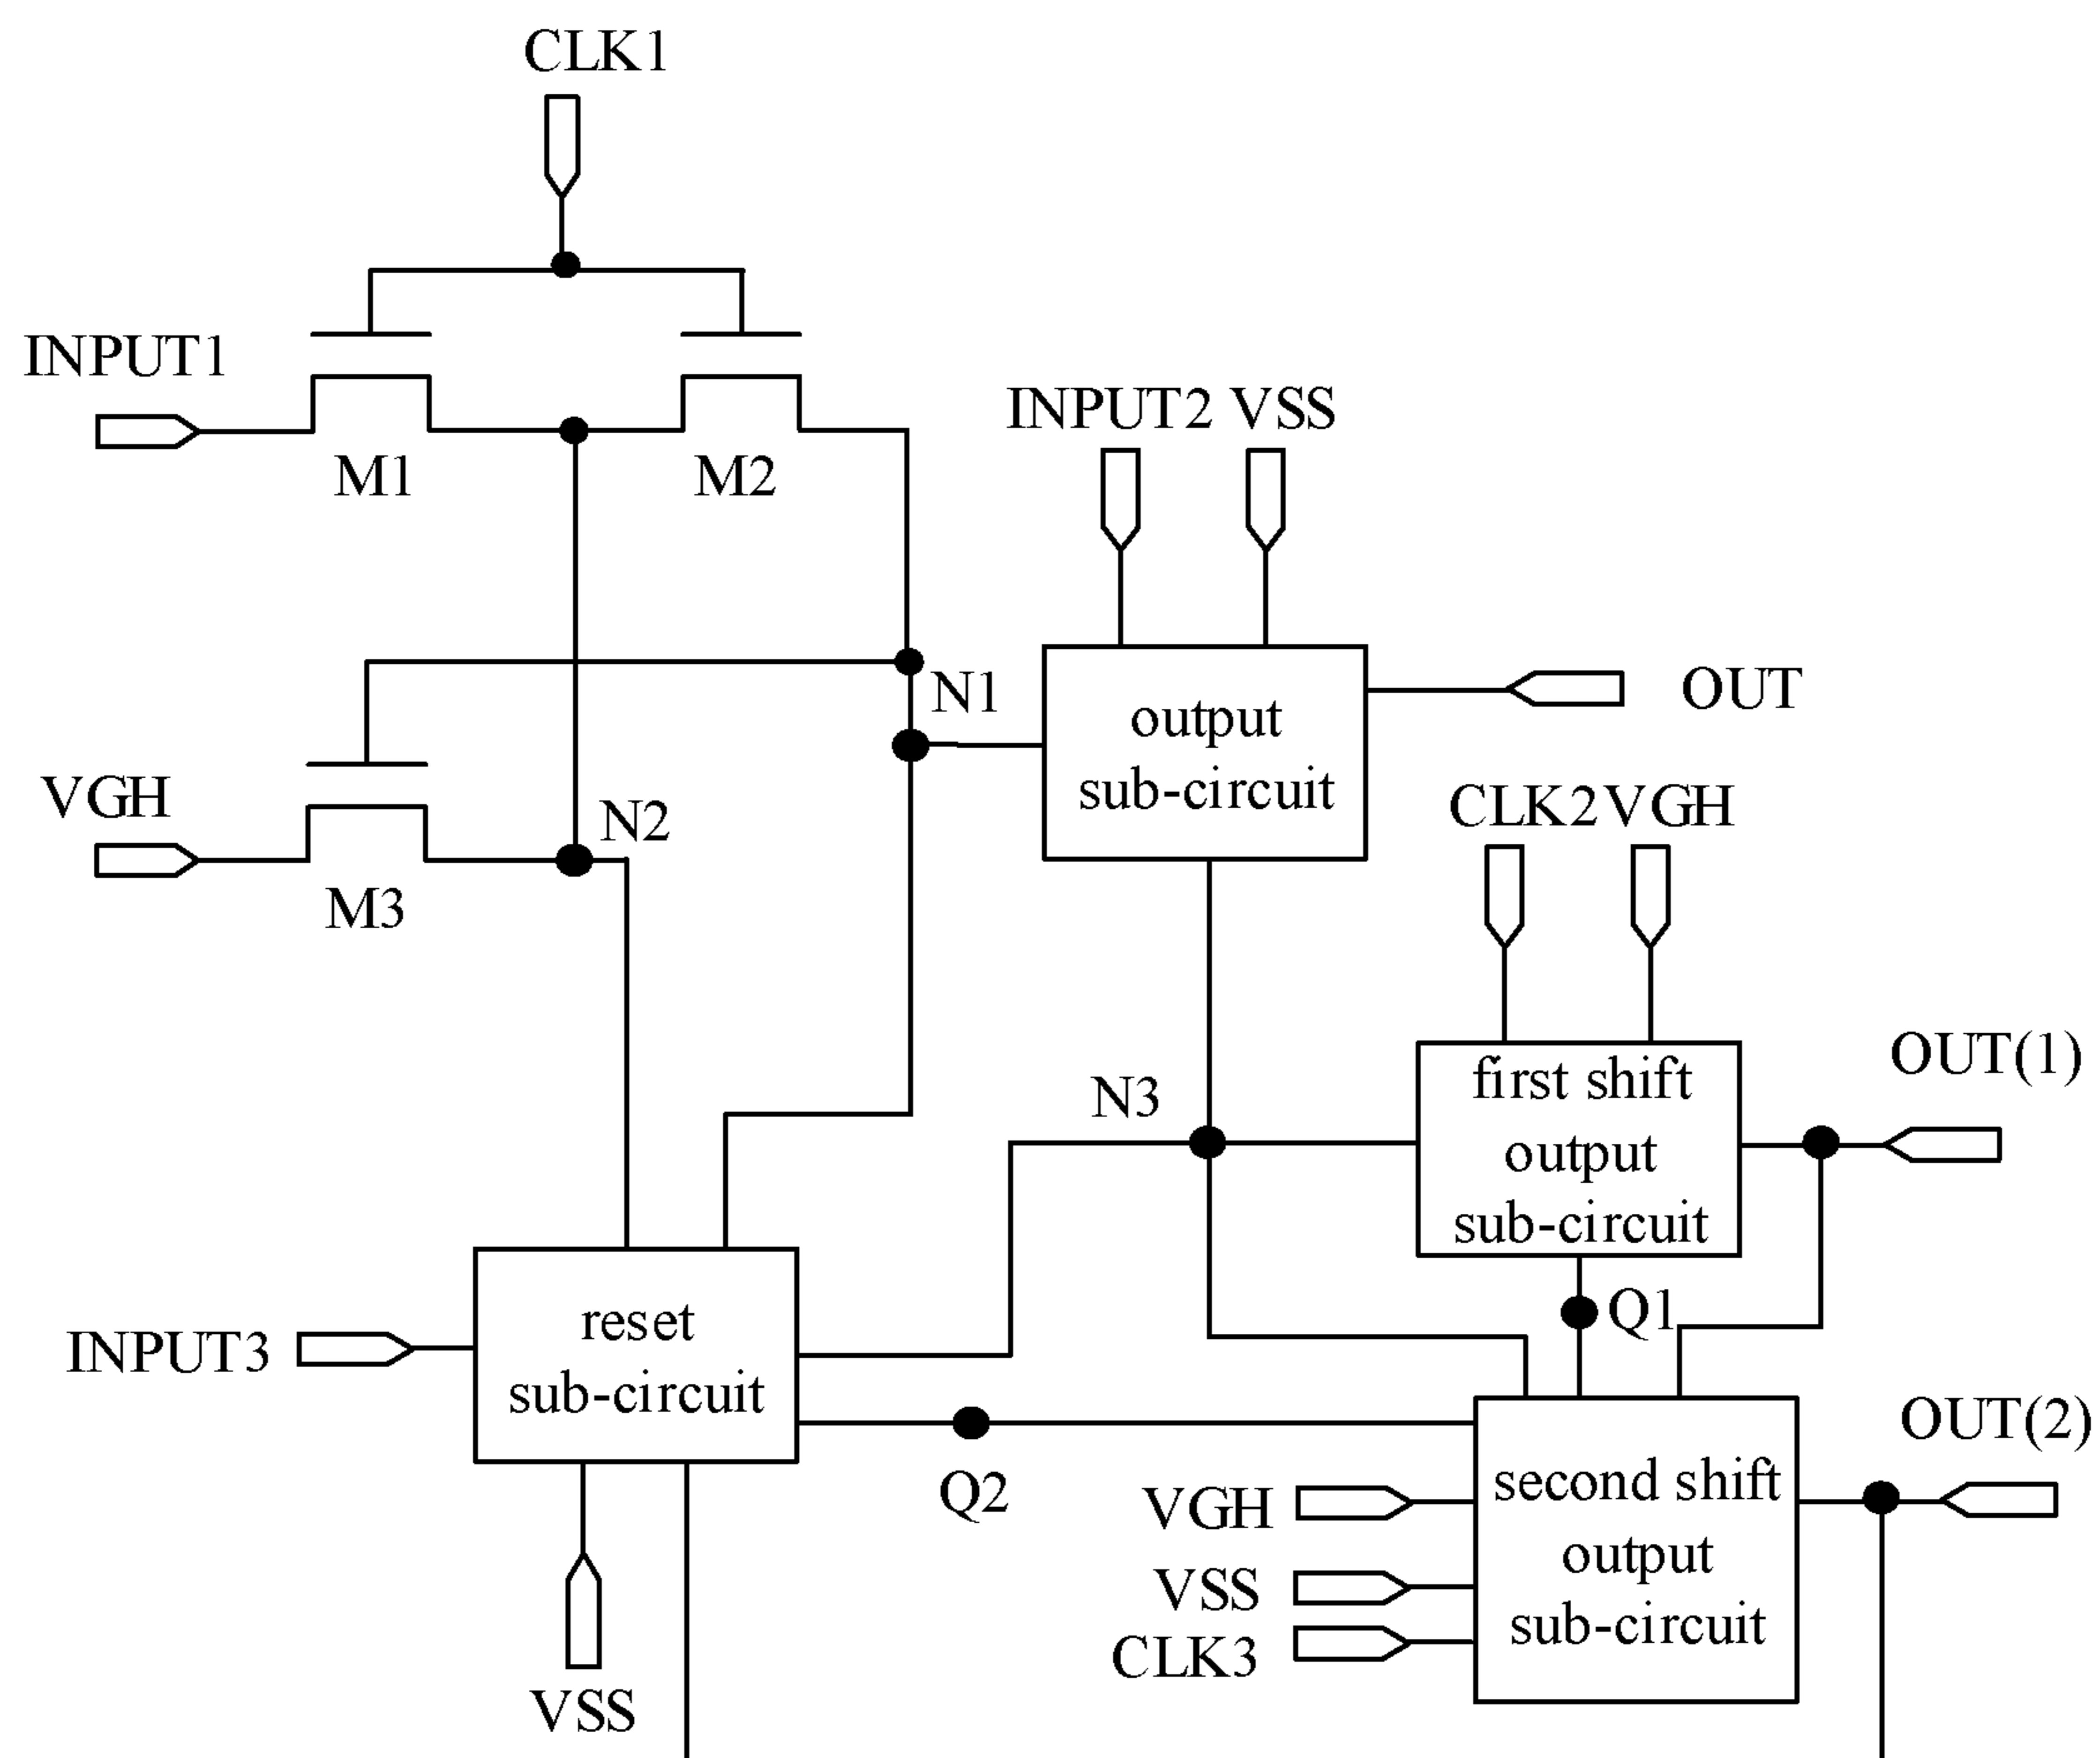 CLK1
INPUT1
M1
M2
INPUT2 VSS
N1
output
sub-circuit
OUT
VGH
N2
M3
CLK2 VGH
N3
first shift
output
sub-circuit
OUT(1)
Q1
INPUT3
reset
sub-circuit
Q2
OUT(2)
VGH
VSS
CLK3
second shift
output
sub-circuit
VSS